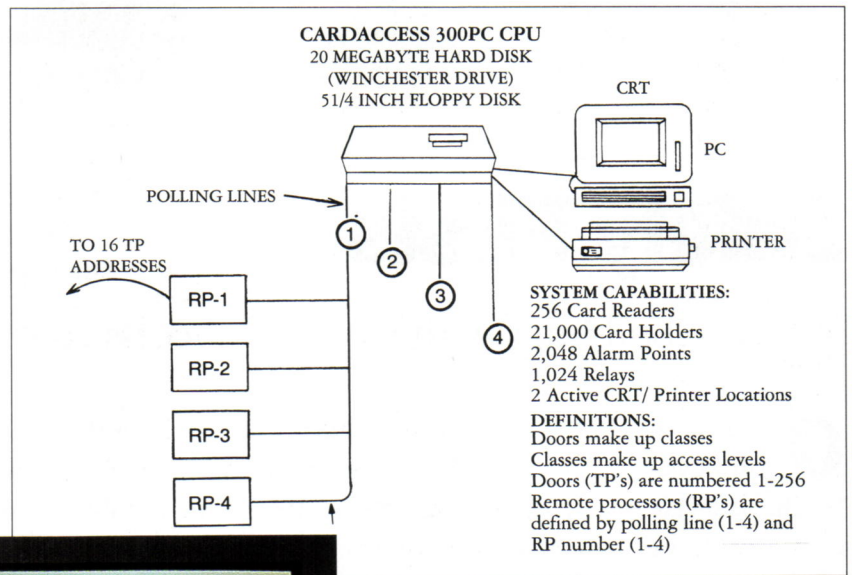 CARDACCESS 300PC CPU
20 MEGABYTE HARD DISK
(WINCHESTER DRIVE)
51/4 INCH FLOPPY DISK
CRT
PC
POLLING LINES
PRINTER
TO 16 TP
ADDRESSES
1
2
3
4
RP-1
RP-2
RP-3
RP-4
SYSTEM CAPABILITIES:
256 Card Readers
21,000 Card Holders
2,048 Alarm Points
1,024 Relays
2 Active CRT/ Printer Locations
DEFINITIONS:
Doors make up classes
Classes make up access levels
Doors (TP's) are numbered 1-256
Remote processors (RP's) are
defined by polling line (1-4) and
RP number (1-4)